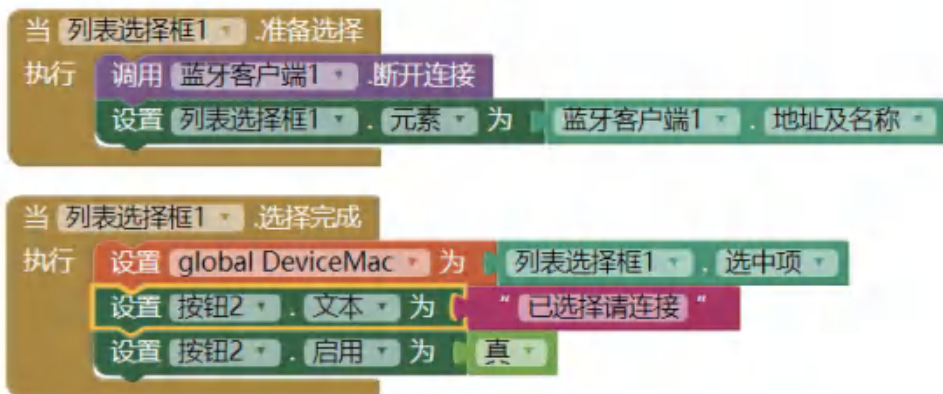 当 列表选择框1 .准备选择
执行 调用 蓝牙客户端1 .断开连接
设置 列表选择框1 . 元素 为 蓝牙客户端1 . 地址及名称
当 列表选择框1 .选择完成
执行 设置 global DeviceMac 为 列表选择框1 . 选中项
设置 按钮2 . 文本 为 " 已选择请连接 "
设置 按钮2 . 启用 为 真